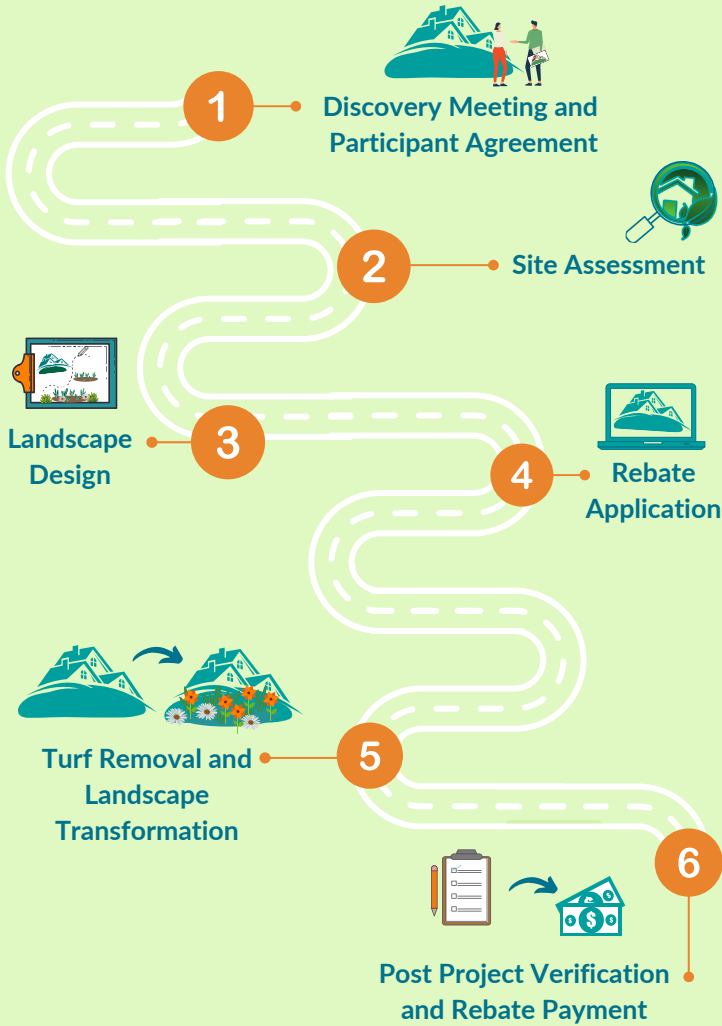 1
Discovery Meeting and
Participant Agreement
2
Site Assessment
3
Landscape
Design
4
Rebate
Application
5
Turf Removal and
Landscape
Transformation
6
Post Project Verification
and Rebate Payment